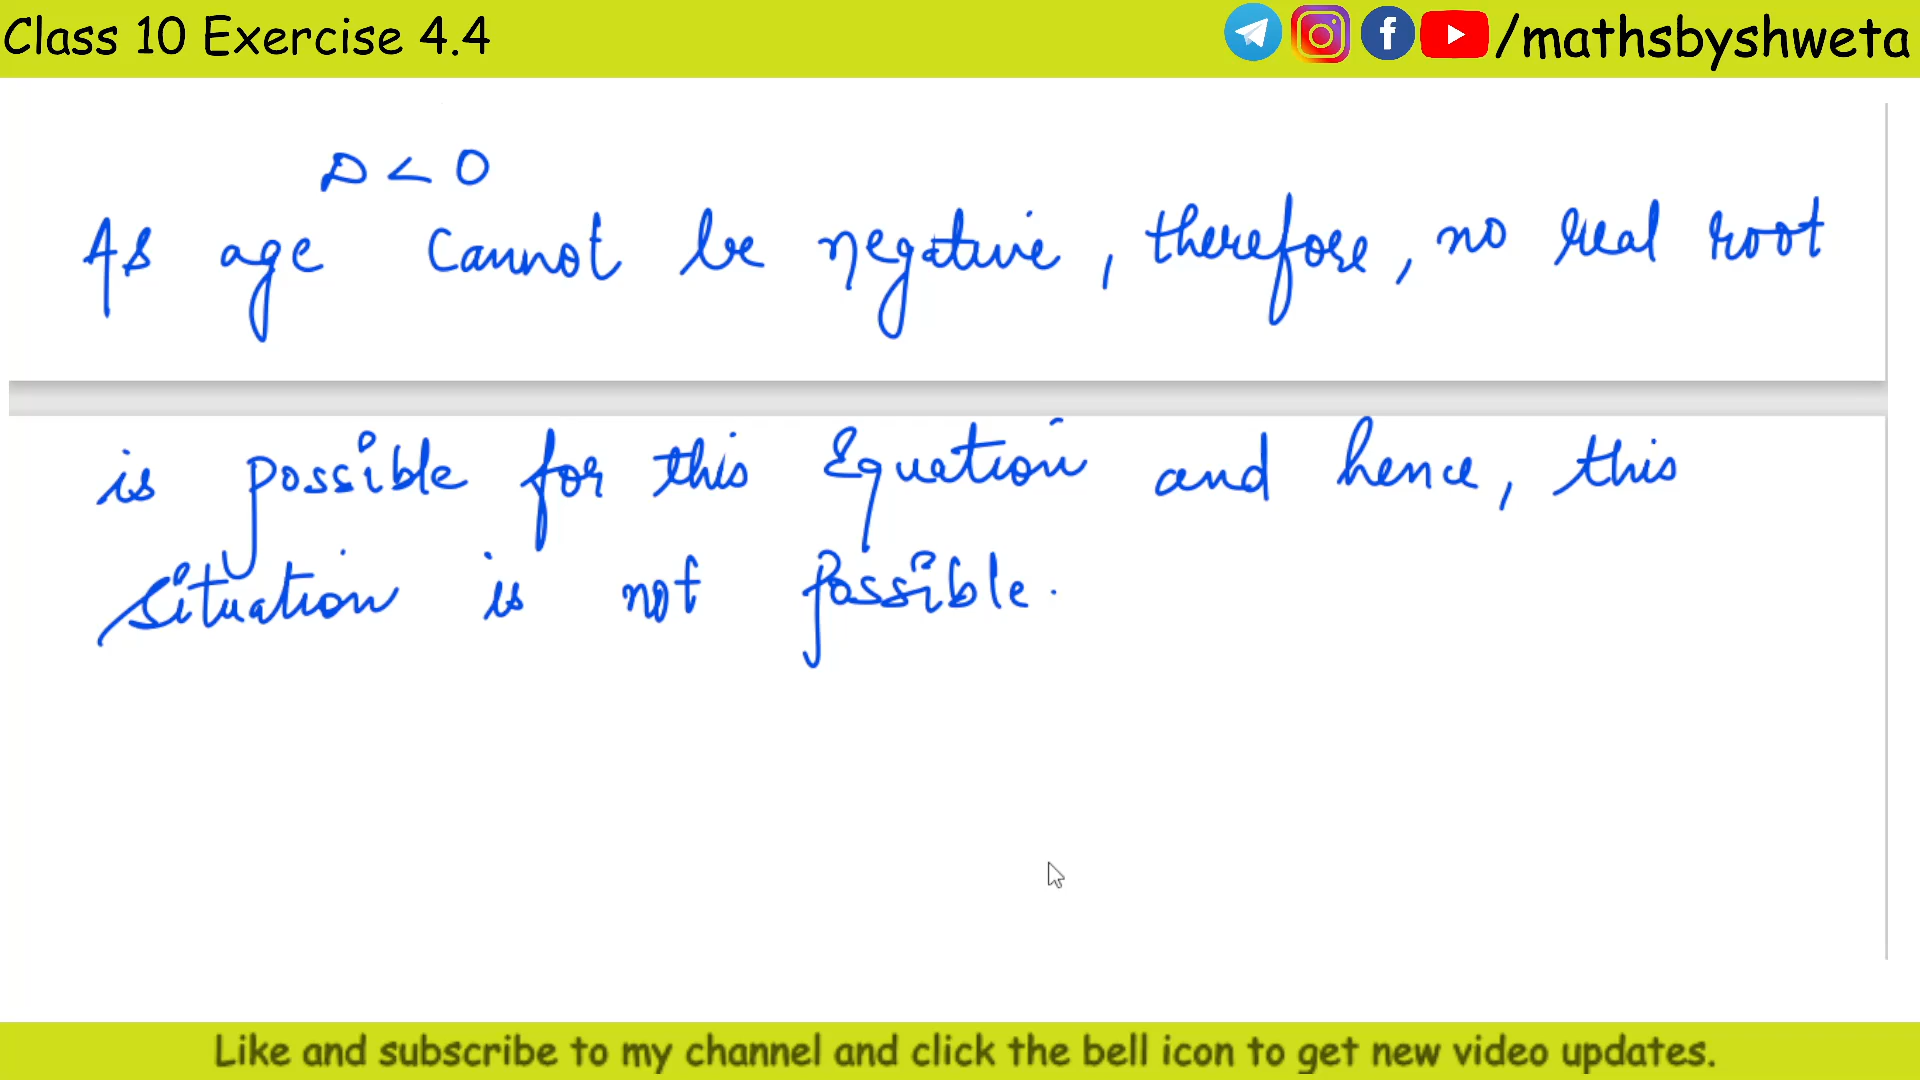 Class 10 Exercise 4.4
/mathsbyshweta
D < 0
As age cannot be negative, therefore, no real root
is possible for this Equation and hence, this
situation is not possible.
Like and subscribe to my channel and click the bell icon to get new video updates.